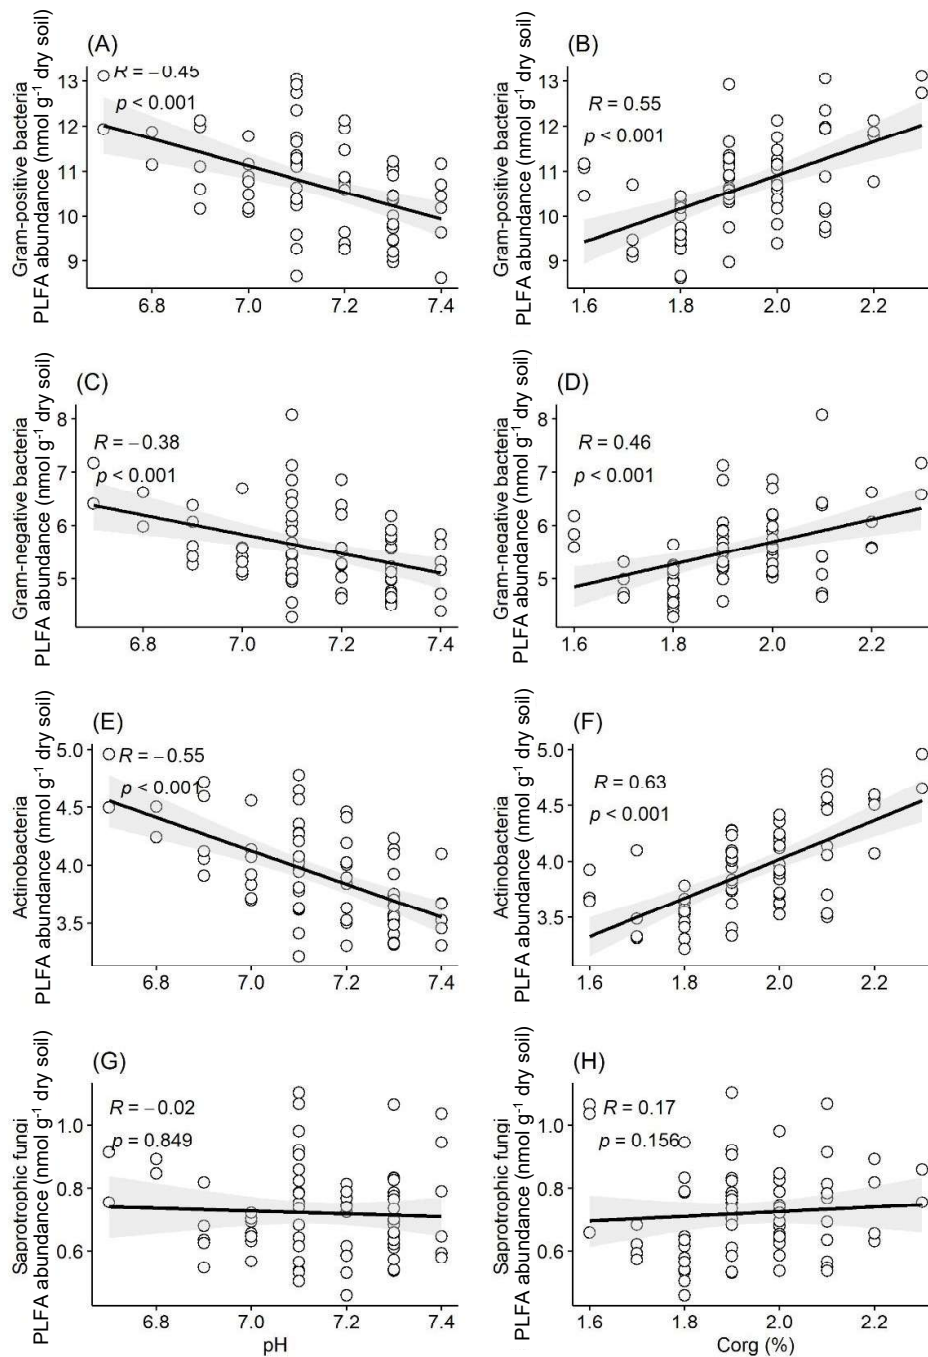 (A)
R = −0.45
p < 0.001
Gram-positive bacteria
PLFA abundance (nmol g⁻¹ dry soil)
13
12
11
10
9
6.8 7.0 7.2 7.4
(B)
R = 0.55
p < 0.001
Gram-positive bacteria
PLFA abundance (nmol g⁻¹ dry soil)
13
12
11
10
9
1.6 1.8 2.0 2.2
(C)
R = −0.38
p < 0.001
Gram-negative bacteria
PLFA abundance (nmol g⁻¹ dry soil)
8
7
6
5
6.8 7.0 7.2 7.4
(D)
R = 0.46
p < 0.001
Gram-negative bacteria
PLFA abundance (nmol g⁻¹ dry soil)
8
7
6
5
1.6 1.8 2.0 2.2
(E)
R = −0.55
p < 0.001
Actinobacteria
PLFA abundance (nmol g⁻¹ dry soil)
5.0
4.5
4.0
3.5
6.8 7.0 7.2 7.4
(F)
R = 0.63
p < 0.001
Actinobacteria
PLFA abundance (nmol g⁻¹ dry soil)
5.0
4.5
4.0
3.5
1.6 1.8 2.0 2.2
(G)
R = −0.02
p = 0.849
Saprotrophic fungi
PLFA abundance (nmol g⁻¹ dry soil)
1.0
0.8
0.6
6.8 7.0 7.2 7.4
pH
(H)
R = 0.17
p = 0.156
Saprotrophic fungi
PLFA abundance (nmol g⁻¹ dry soil)
1.0
0.8
0.6
1.6 1.8 2.0 2.2
Corg (%)